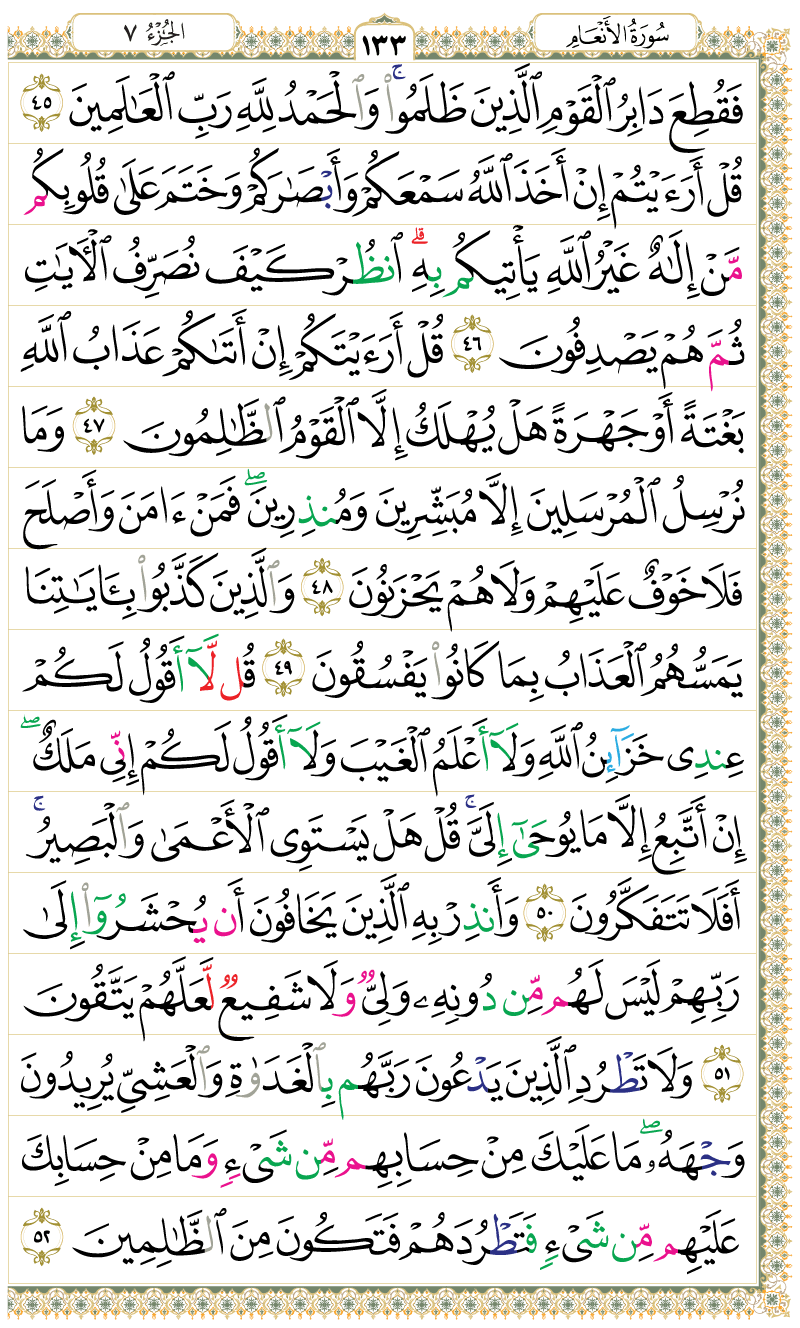 سُورَةُ الأَنْعَامِ
١٣٣
الجُزْءُ ٧
فَقُطِعَ دَابِرُ ٱلْقَوْمِ ٱلَّذِينَ ظَلَمُوا۟ ۚ وَٱلْحَمْدُ لِلَّهِ رَبِّ ٱلْعَٰلَمِينَ ٤٥
قُلْ أَرَءَيْتُمْ إِنْ أَخَذَ ٱللَّهُ سَمْعَكُمْ وَأَبْصَٰرَكُمْ وَخَتَمَ عَلَىٰ قُلُوبِكُم
مَّنْ إِلَٰهٌ غَيْرُ ٱللَّهِ يَأْتِيكُم بِهِ ۗ ٱنظُرْ كَيْفَ نُصَرِّفُ ٱلْءَايَٰتِ
ثُمَّ هُمْ يَصْدِفُونَ ٤٦ قُلْ أَرَءَيْتَكُمْ إِنْ أَتَىٰكُمْ عَذَابُ ٱللَّهِ
بَغْتَةً أَوْ جَهْرَةً هَلْ يُهْلَكُ إِلَّا ٱلْقَوْمُ ٱلظَّٰلِمُونَ ٤٧ وَمَا
نُرْسِلُ ٱلْمُرْسَلِينَ إِلَّا مُبَشِّرِينَ وَمُنذِرِينَ ۖ فَمَنْ ءَامَنَ وَأَصْلَحَ
فَلَا خَوْفٌ عَلَيْهِمْ وَلَا هُمْ يَحْزَنُونَ ٤٨ وَٱلَّذِينَ كَذَّبُوا۟ بِـَٔايَٰتِنَا
يَمَسُّهُمُ ٱلْعَذَابُ بِمَا كَانُوا۟ يَفْسُقُونَ ٤٩ قُل لَّآ أَقُولُ لَكُمْ
عِندِى خَزَآئِنُ ٱللَّهِ وَلَآ أَعْلَمُ ٱلْغَيْبَ وَلَآ أَقُولُ لَكُمْ إِنِّى مَلَكٌ ۖ
إِنْ أَتَّبِعُ إِلَّا مَا يُوحَىٰٓ إِلَىَّ ۚ قُلْ هَلْ يَسْتَوِى ٱلْأَعْمَىٰ وَٱلْبَصِيرُ ۚ
أَفَلَا تَتَفَكَّرُونَ ٥٠ وَأَنذِرْ بِهِ ٱلَّذِينَ يَخَافُونَ أَن يُحْشَرُوٓا۟ إِلَىٰ
رَبِّهِمْ لَيْسَ لَهُم مِّن دُونِهِۦ وَلِىٌّ وَلَا شَفِيعٌ لَّعَلَّهُمْ يَتَّقُونَ
٥١ وَلَا تَطْرُدِ ٱلَّذِينَ يَدْعُونَ رَبَّهُم بِٱلْغَدَوٰةِ وَٱلْعَشِىِّ يُرِيدُونَ
وَجْهَهُۥ ۖ مَا عَلَيْكَ مِنْ حِسَابِهِم مِّن شَىْءٍ وَمَا مِنْ حِسَابِكَ
عَلَيْهِم مِّن شَىْءٍ فَتَطْرُدَهُمْ فَتَكُونَ مِنَ ٱلظَّٰلِمِينَ ٥٢